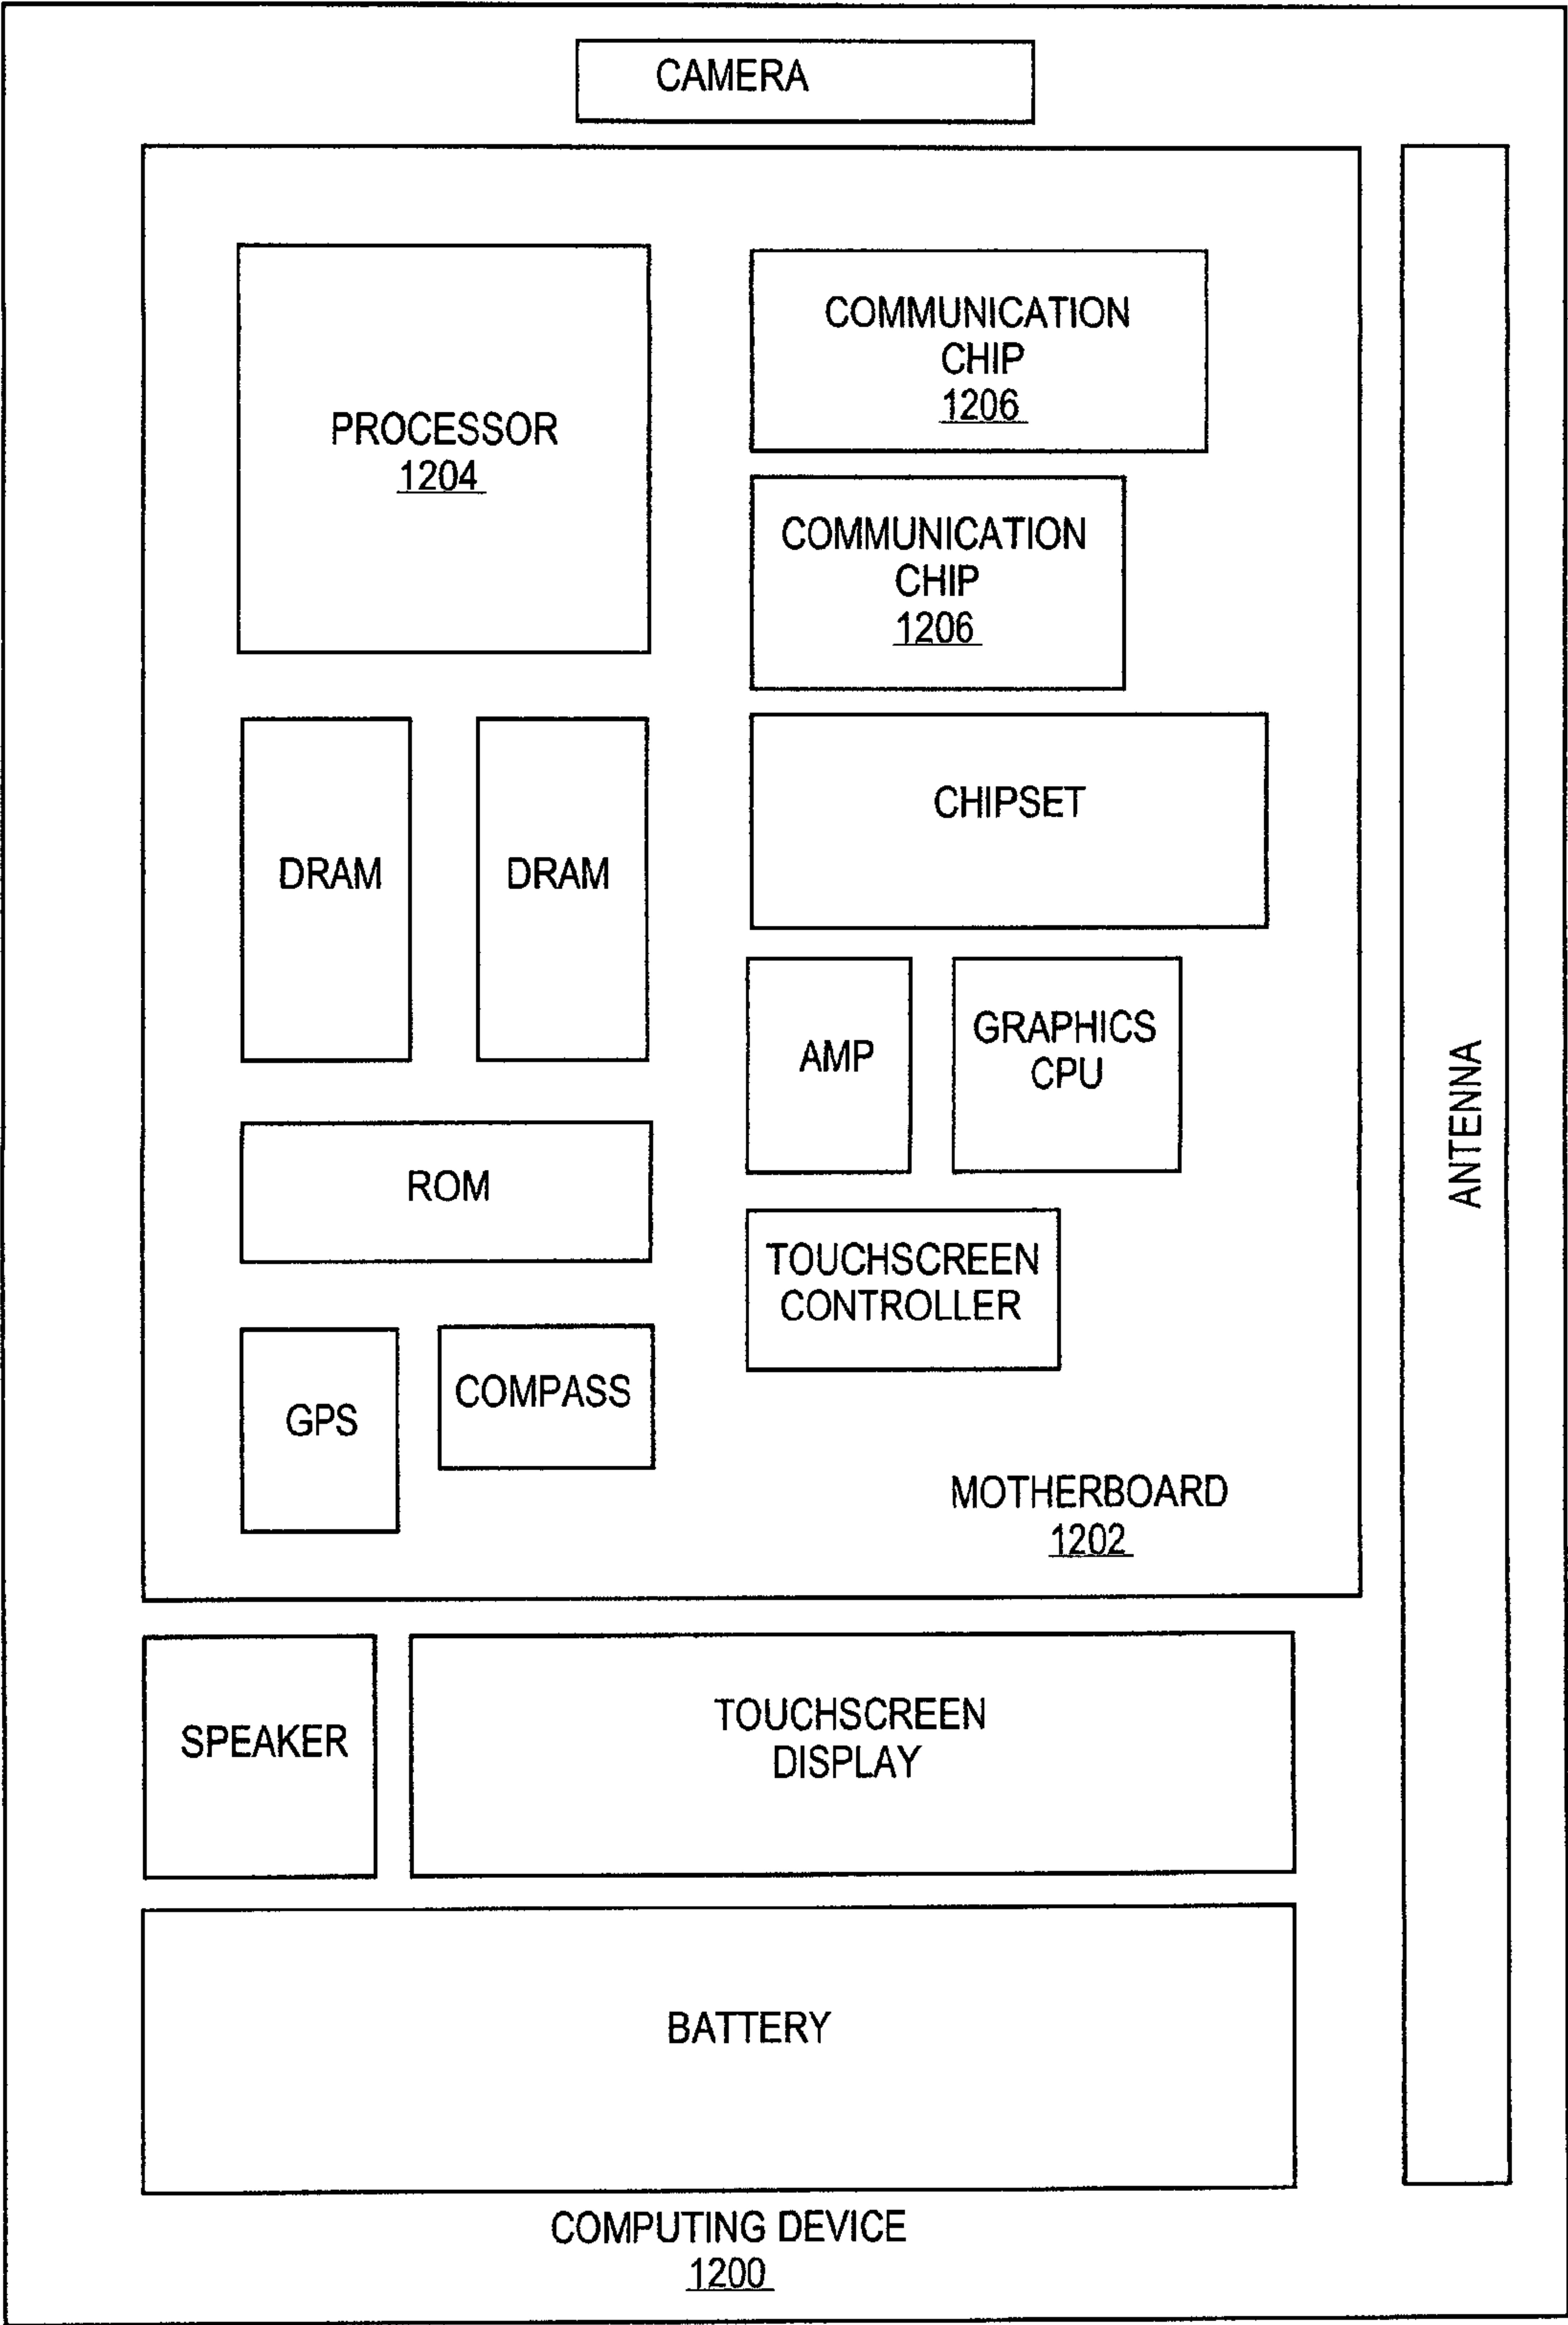 CAMERA
PROCESSOR
1204
COMMUNICATION
CHIP
1206
COMMUNICATION
CHIP
1206
DRAM
DRAM
CHIPSET
AMP
GRAPHICS
CPU
ROM
TOUCHSCREEN
CONTROLLER
GPS
COMPASS
MOTHERBOARD
1202
ANTENNA
SPEAKER
TOUCHSCREEN
DISPLAY
BATTERY
COMPUTING DEVICE
1200